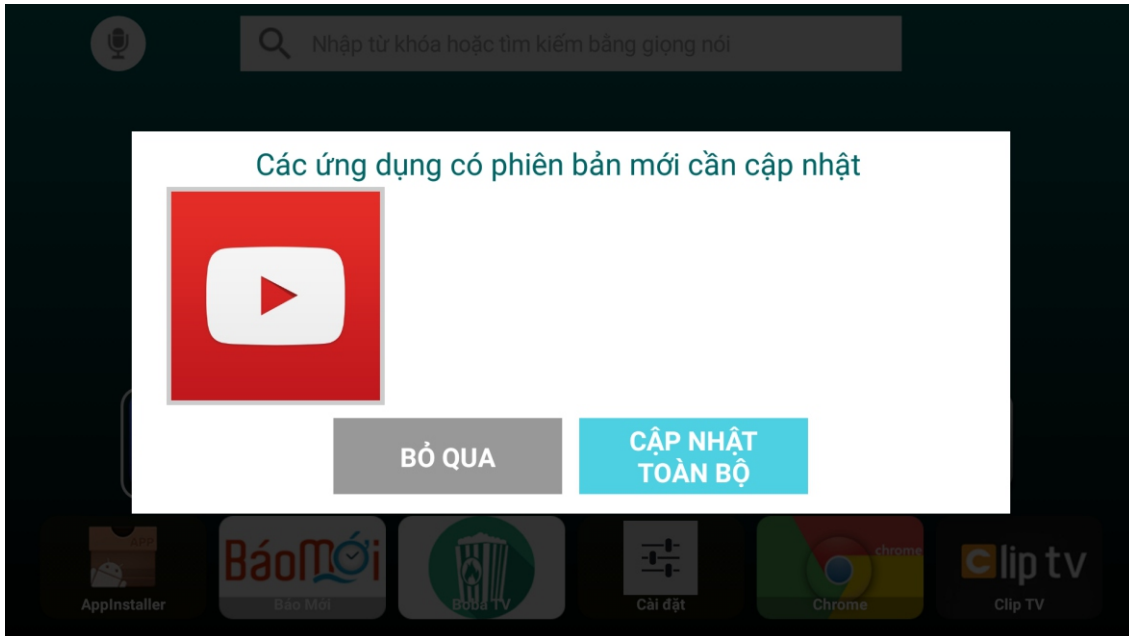 Nhập từ khóa hoặc tìm kiếm bằng giọng nói
Các ứng dụng có phiên bản mới cần cập nhật
BỎ QUA
CẬP NHẬT
TOÀN BỘ
APP
BáoMới
chrome
Clip tv
AppInstaller
Báo Mới
Boba TV
Cài đặt
Chrome
Clip TV